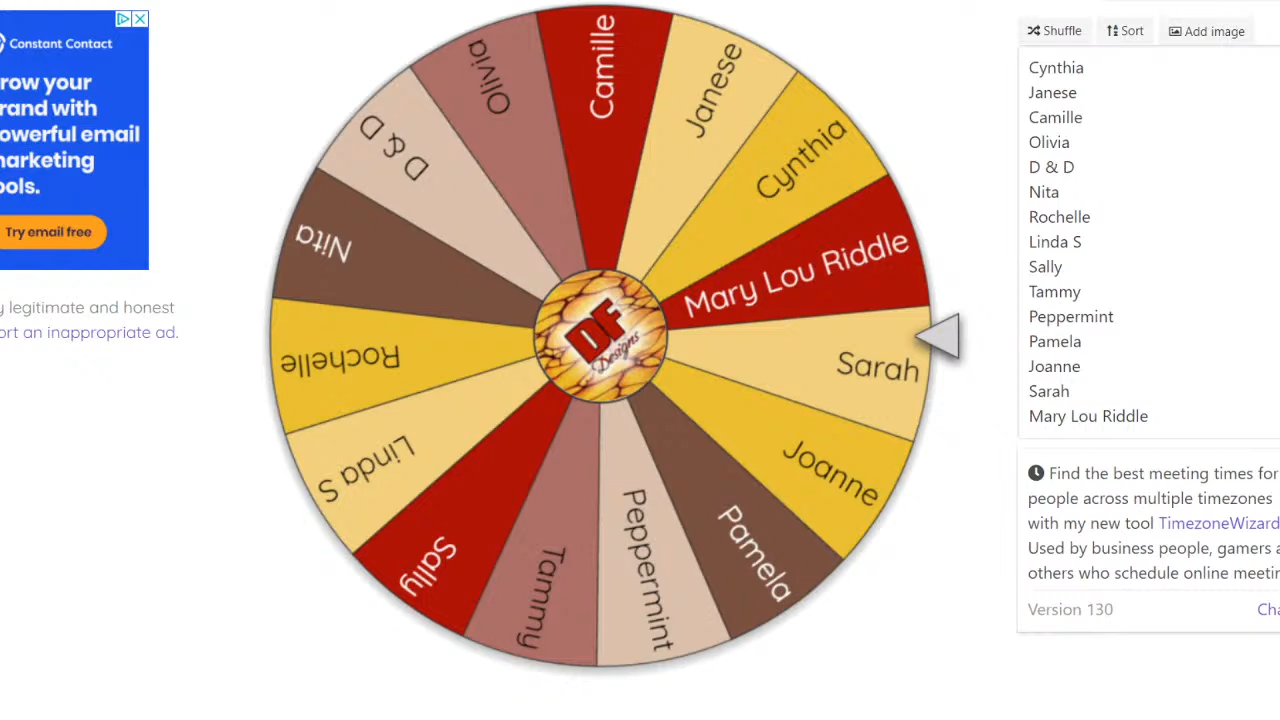 Constant Contact
row your
rand with
owerful email
narketing
ools.
Try email free
y legitimate and honest
ort an inappropriate ad.
Camille
Janese
Cynthia
Mary Lou Riddle
Sarah
Joanne
Pamela
Peppermint
Tammy
Sally
Linda S
Rochelle
Nita
D & D
Olivia
DF
Designs
Shuffle Sort Add image
Cynthia
Janese
Camille
Olivia
D & D
Nita
Rochelle
Linda S
Sally
Tammy
Peppermint
Pamela
Joanne
Sarah
Mary Lou Riddle
Find the best meeting times for
people across multiple timezones
with my new tool TimezoneWizard
Used by business people, gamers a
others who schedule online meetin
Version 130 Cha